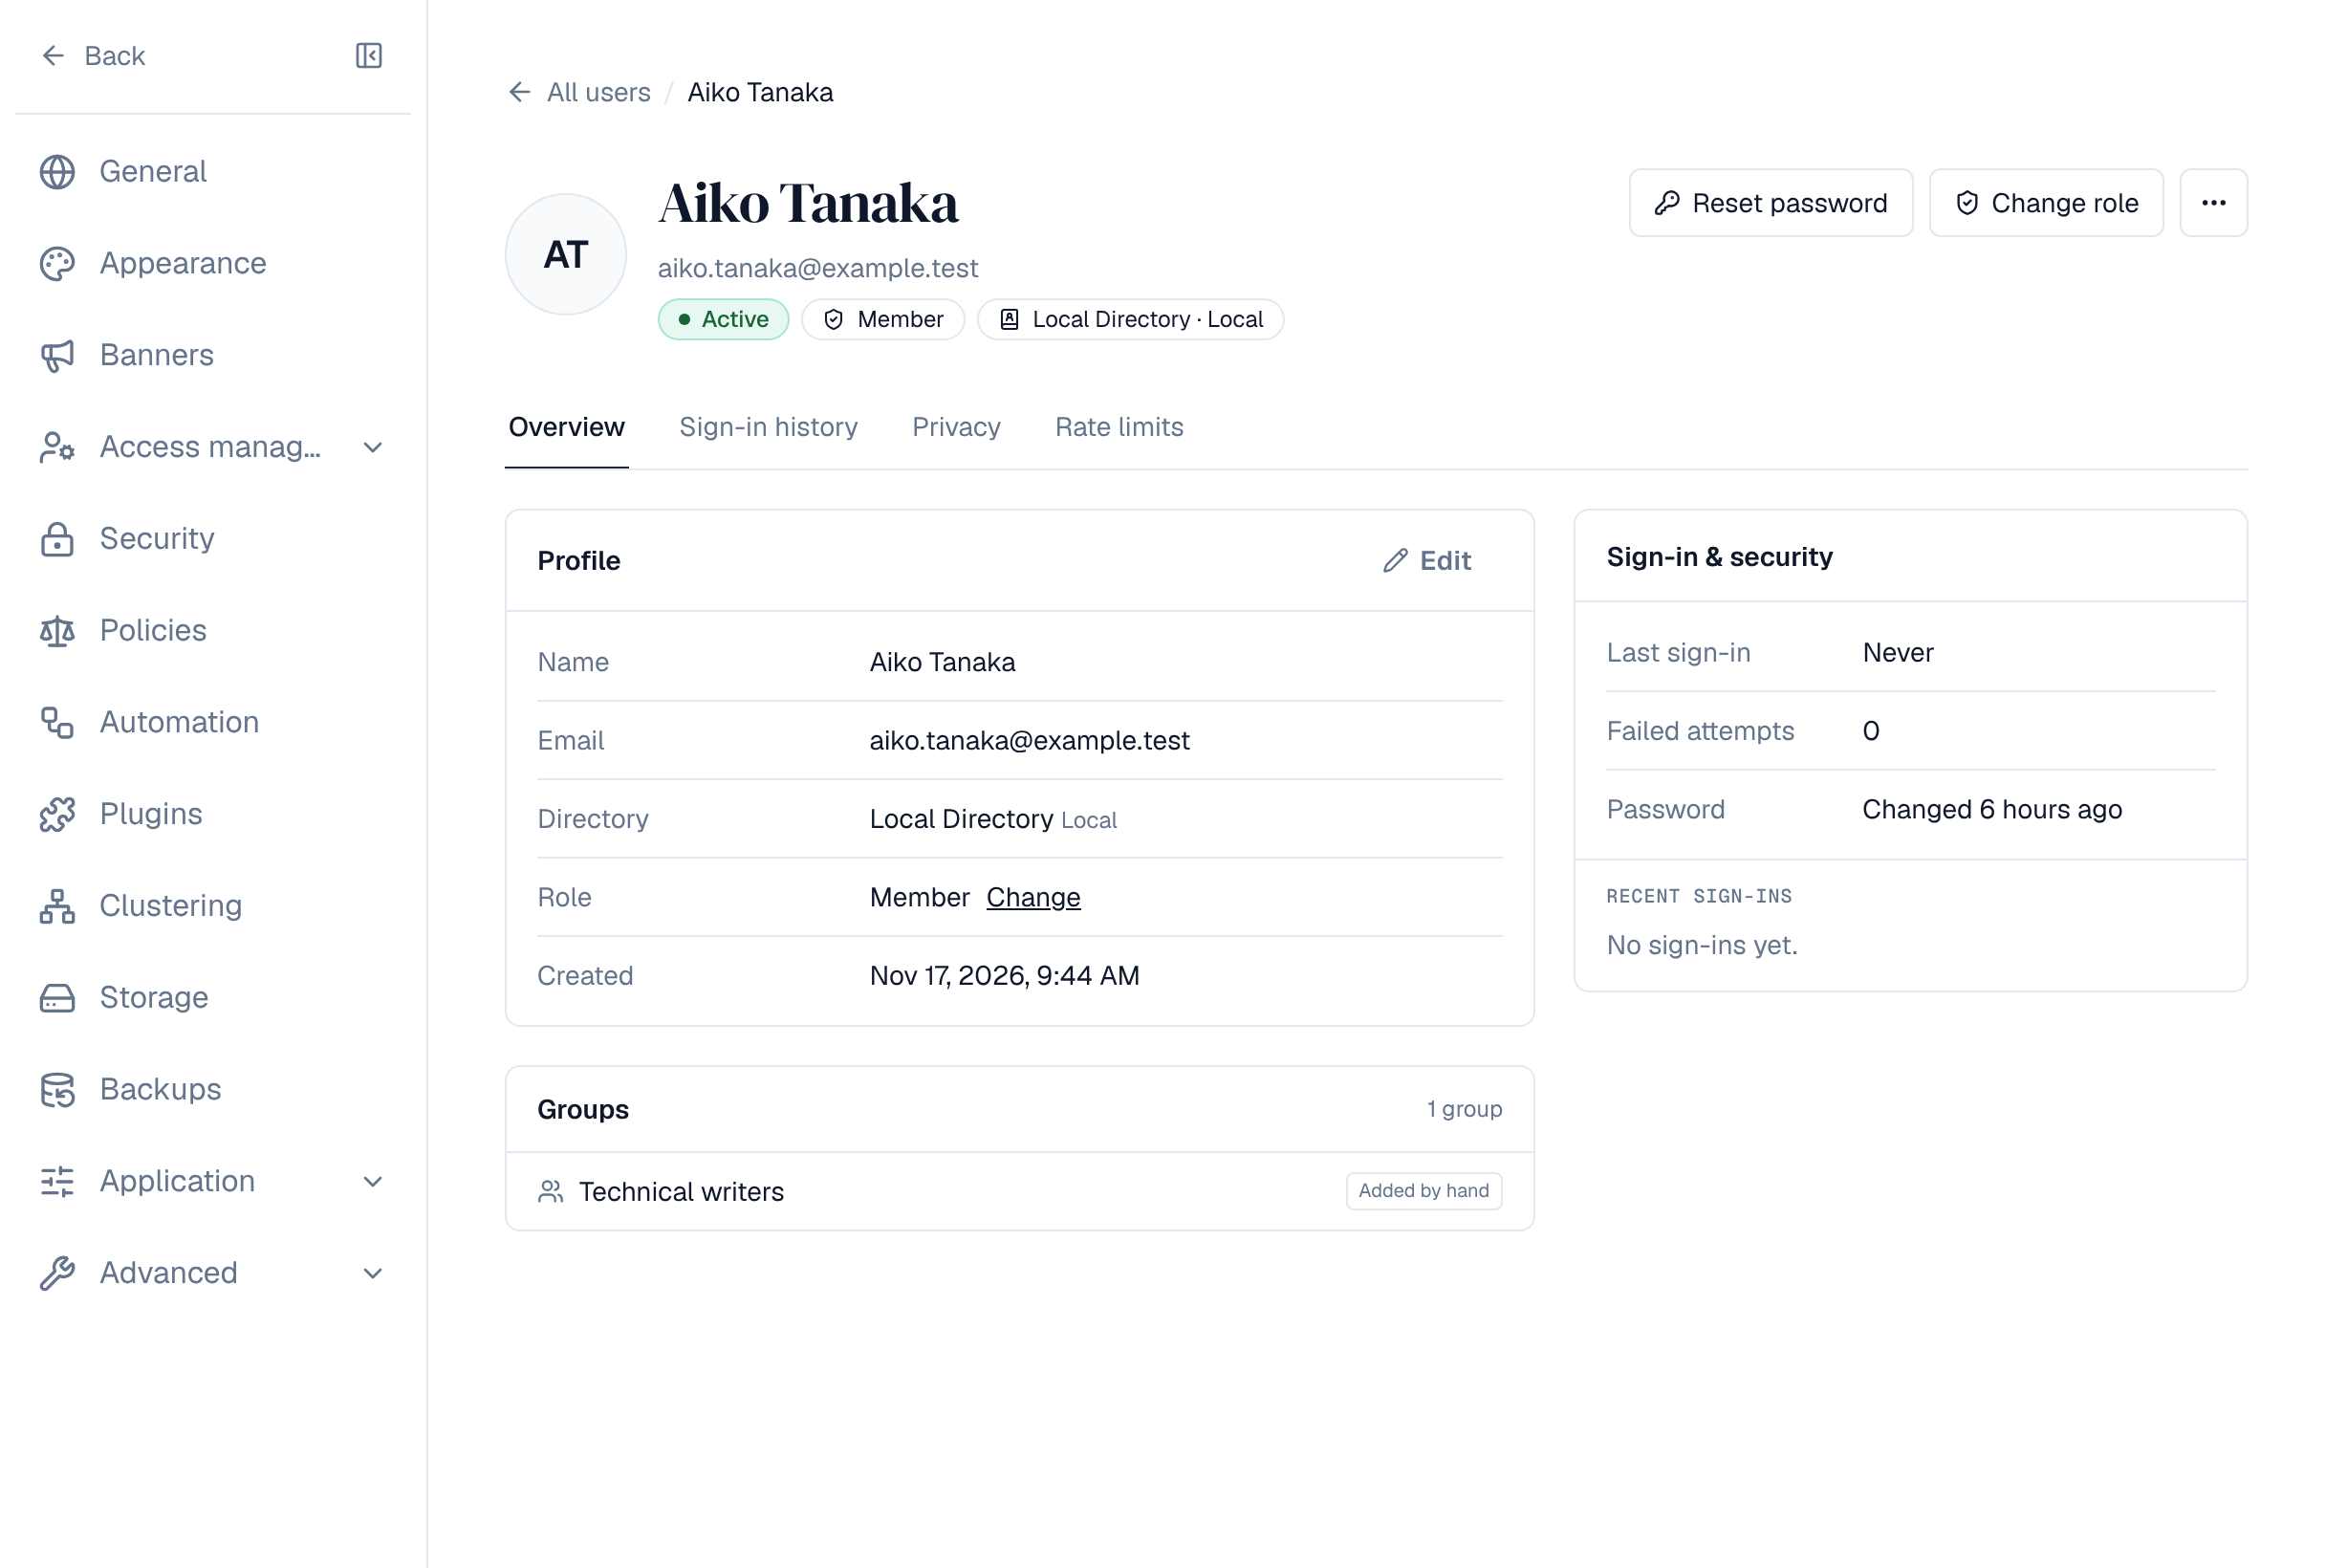 Back
General
Appearance
Banners
Access manag...
Security
Policies
Automation
Plugins
Clustering
Storage
Backups
Application
Advanced
All users / Aiko Tanaka
AT
Aiko Tanaka
aiko.tanaka@example.test
Active
Member
Local Directory · Local
Reset password
Change role
Overview
Sign-in history
Privacy
Rate limits
Profile
Edit
Name Aiko Tanaka
Email aiko.tanaka@example.test
Directory Local Directory Local
Role Member Change
Created Nov 17, 2026, 9:44 AM
Groups
1 group
Technical writers
Added by hand
Sign-in & security
Last sign-in Never
Failed attempts 0
Password Changed 6 hours ago
RECENT SIGN-INS
No sign-ins yet.